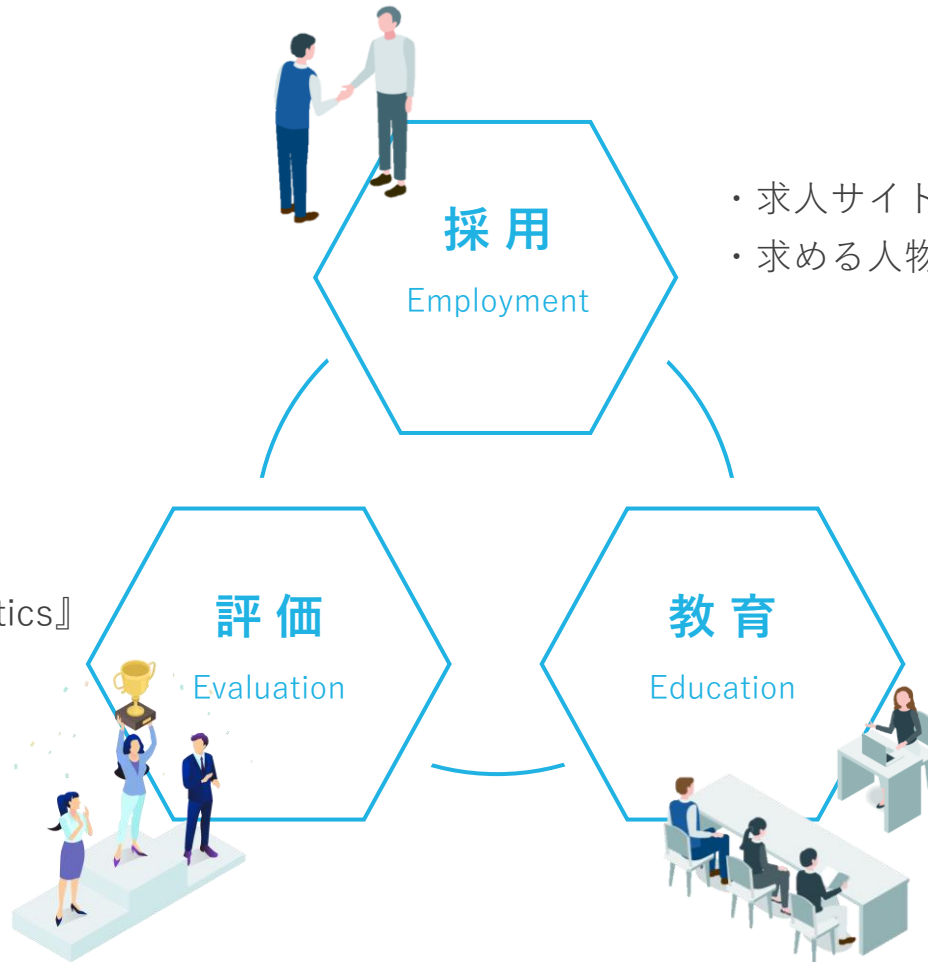 採用
Employment
・求人サイト
・求める人物
tics』
評価
Evaluation
教育
Education